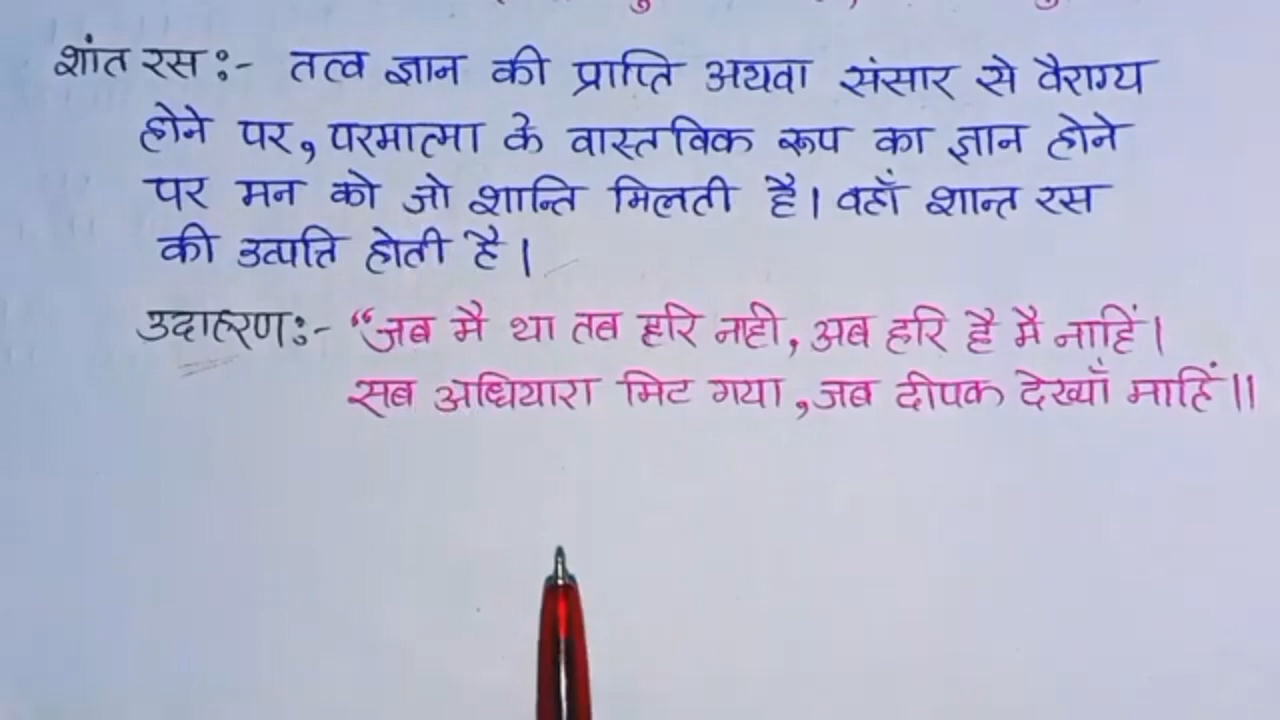 शांत रस :- तत्व ज्ञान की प्राप्ति अथवा संसार से वैराग्य
होने पर, परमात्मा के वास्तविक रूप का ज्ञान होने
पर मन को जो शान्ति मिलती है। वहाँ शान्त रस
की उत्पत्ति होती है।
उदाहरण :- “जब मै था तब हरि नाही, अब हरि है मै नाहिं।
सब अधियारा मिट गया, जब दीपक देख्याँ माहिं॥